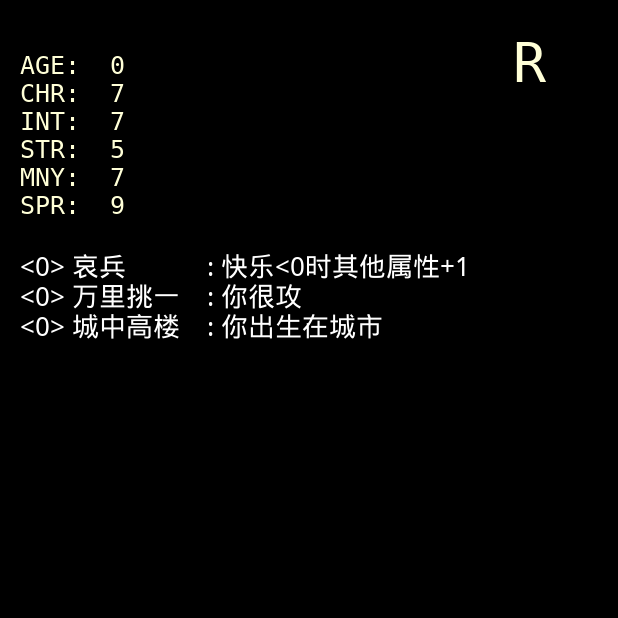 R
AGE: 0
CHR: 7
INT: 7
STR: 5
MNY: 7
SPR: 9
<0> 哀兵 : 快乐<0时其他属性+1
<0> 万里挑一 : 你很攻
<0> 城中高楼 : 你出生在城市